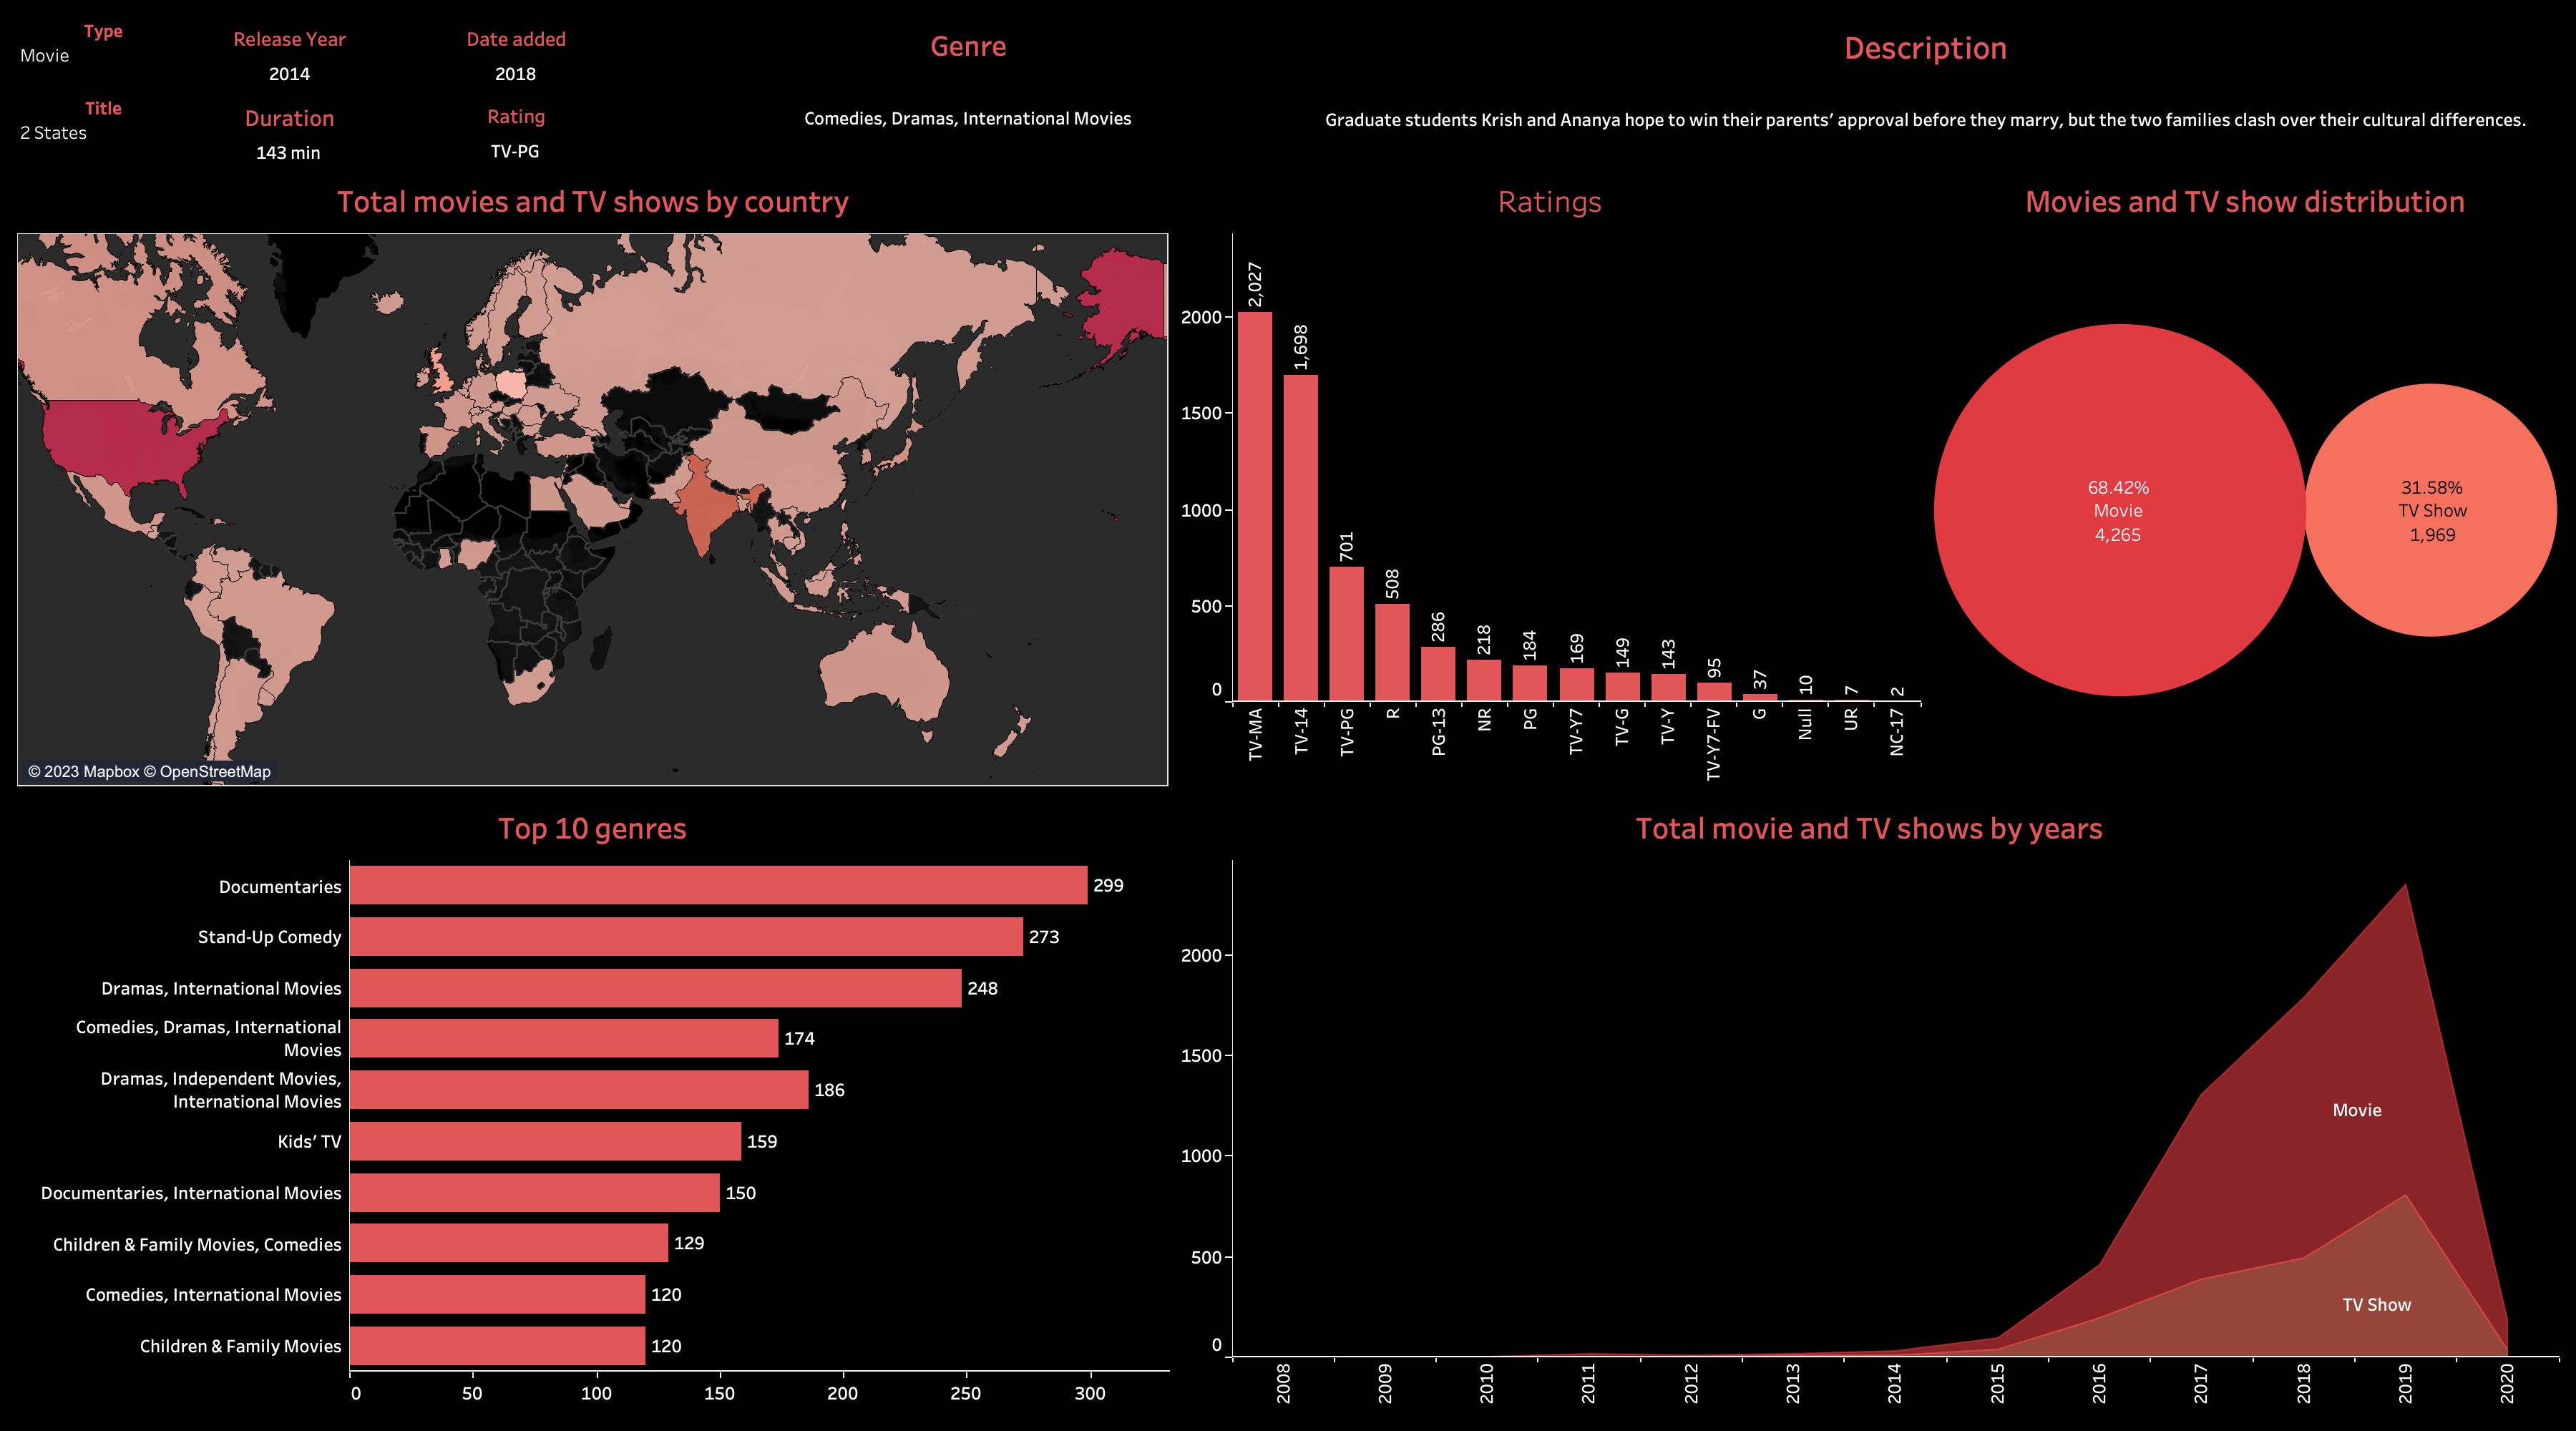 Type
Movie
Release Year
2014
Date added
2018
Genre
Description
Title
2 States
Duration
143 min
Rating
TV-PG
Comedies, Dramas, International Movies
Graduate students Krish and Ananya hope to win their parents’ approval before they marry, but the two families clash over their cultural differences.
Total movies and TV shows by country
© 2023 Mapbox © OpenStreetMap
Ratings
2000
1500
1000
500
0
2,027
1,698
701
508
286
218
184
169
149
143
95
37
10
7
2
TV-MA
TV-14
TV-PG
R
PG-13
NR
PG
TV-Y7
TV-G
TV-Y
TV-Y7-FV
G
Null
UR
NC-17
Movies and TV show distribution
68.42%
Movie
4,265
31.58%
TV Show
1,969
Top 10 genres
Documentaries
299
Stand-Up Comedy
273
Dramas, International Movies
248
Comedies, Dramas, International
Movies
174
Dramas, Independent Movies,
International Movies
186
Kids’ TV
159
Documentaries, International Movies
150
Children & Family Movies, Comedies
129
Comedies, International Movies
120
Children & Family Movies
120
0
50
100
150
200
250
300
Total movie and TV shows by years
2000
1500
1000
500
0
Movie
TV Show
2008
2009
2010
2011
2012
2013
2014
2015
2016
2017
2018
2019
2020